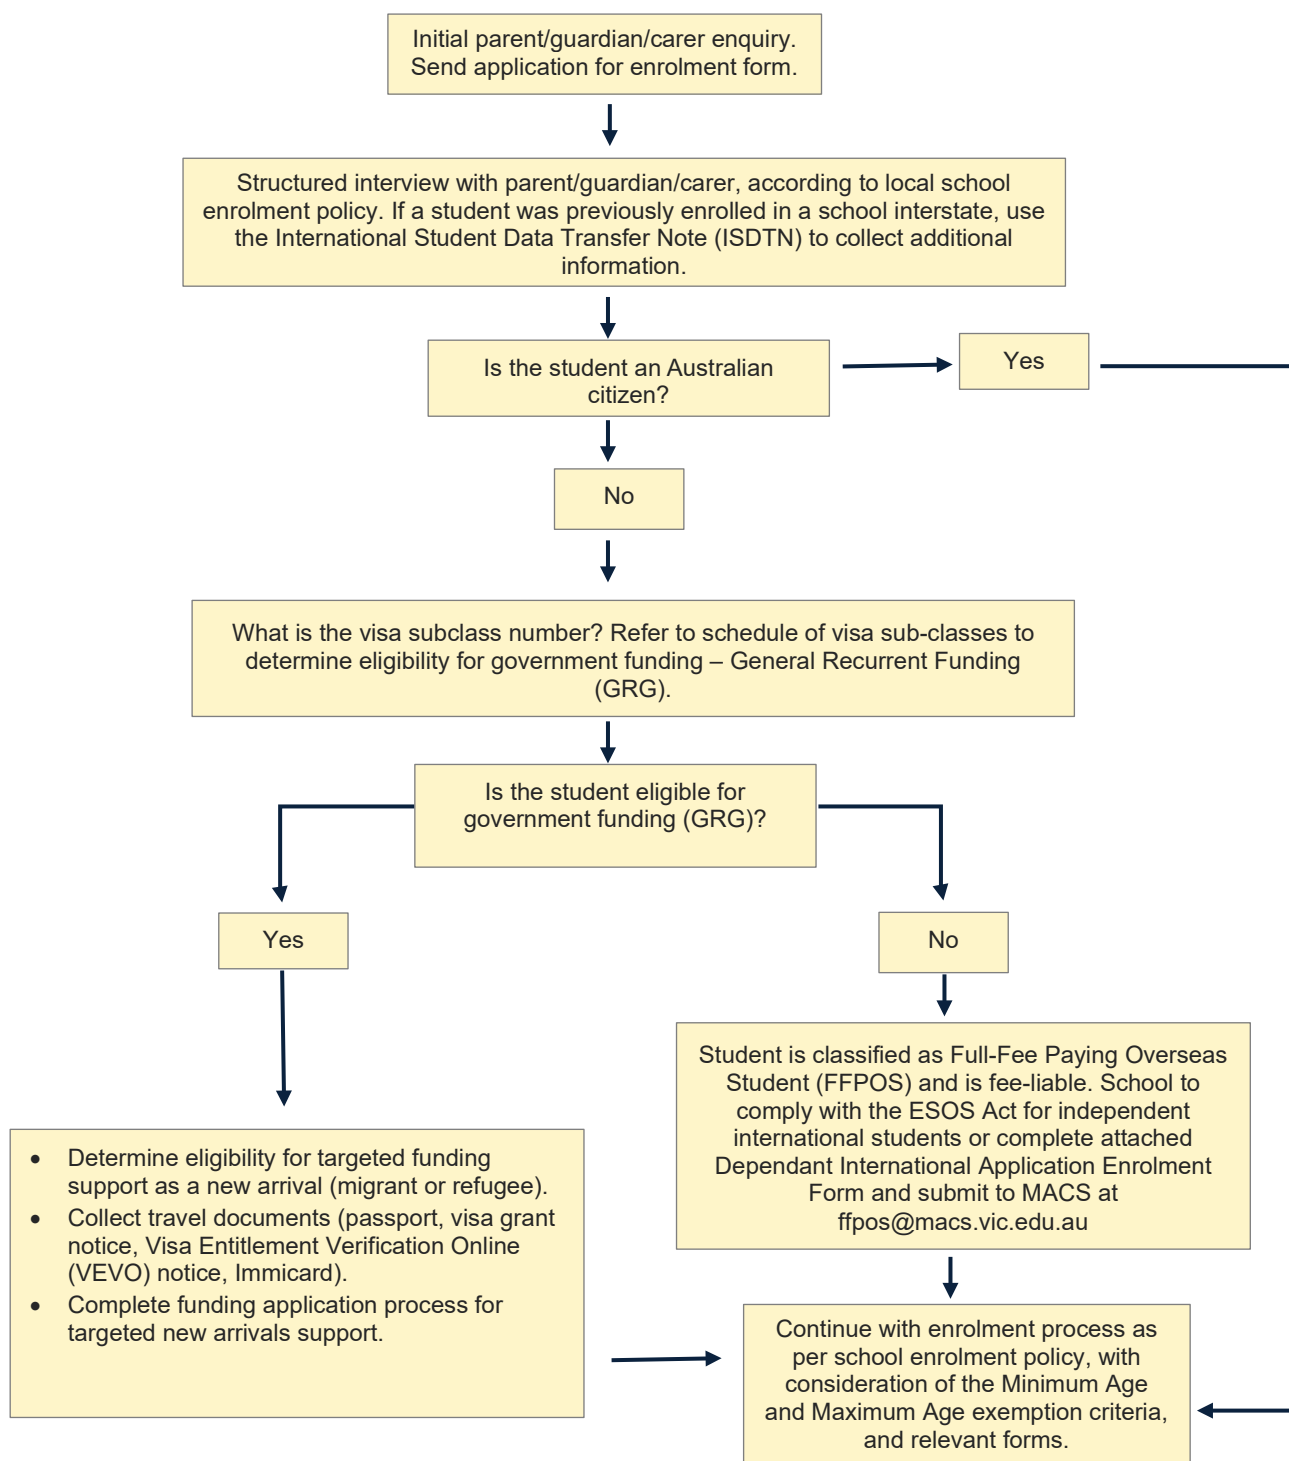 Initial parent/guardian/carer enquiry.
Send application for enrolment form.
Structured interview with parent/guardian/carer, according to local school
enrolment policy. If a student was previously enrolled in a school interstate, use
the International Student Data Transfer Note (ISDTN) to collect additional
information.
Is the student an Australian
citizen?
Yes
No
What is the visa subclass number? Refer to schedule of visa sub-classes to
determine eligibility for government funding – General Recurrent Funding
(GRG).
Is the student eligible for
government funding (GRG)?
Yes
No
Student is classified as Full-Fee Paying Overseas
Student (FFPOS) and is fee-liable. School to
comply with the ESOS Act for independent
international students or complete attached
Dependant International Application Enrolment
Form and submit to MACS at
ffpos@macs.vic.edu.au
• Determine eligibility for targeted funding
support as a new arrival (migrant or refugee).
• Collect travel documents (passport, visa grant
notice, Visa Entitlement Verification Online
(VEVO) notice, Immicard).
• Complete funding application process for
targeted new arrivals support.
Continue with enrolment process as
per school enrolment policy, with
consideration of the Minimum Age
and Maximum Age exemption criteria,
and relevant forms.